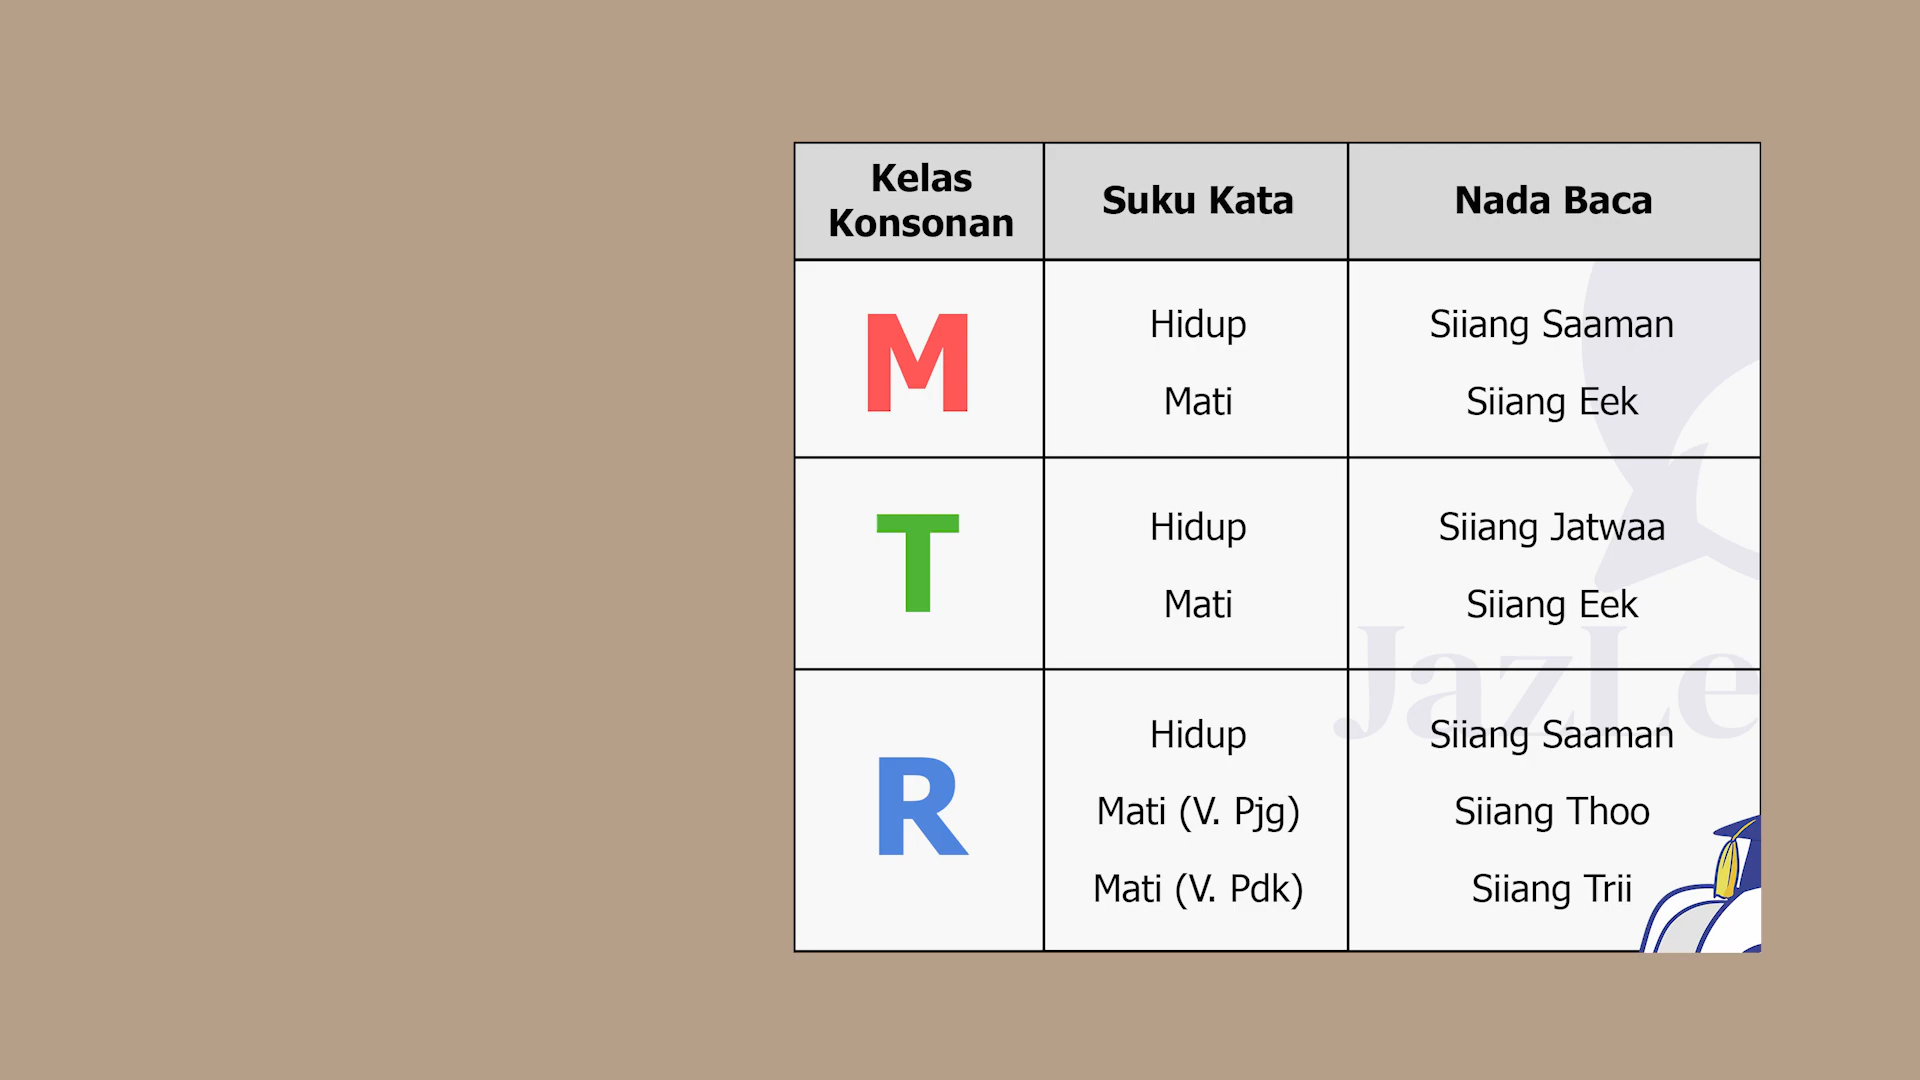 Kelas
Konsonan
Suku Kata
Nada Baca
M
Hidup
Siiang Saaman
Mati
Siiang Eek
T
Hidup
Siiang Jatwaa
Mati
Siiang Eek
R
Hidup
Siiang Saaman
Mati (V. Pjg)
Siiang Thoo
Mati (V. Pdk)
Siiang Trii
JazLe